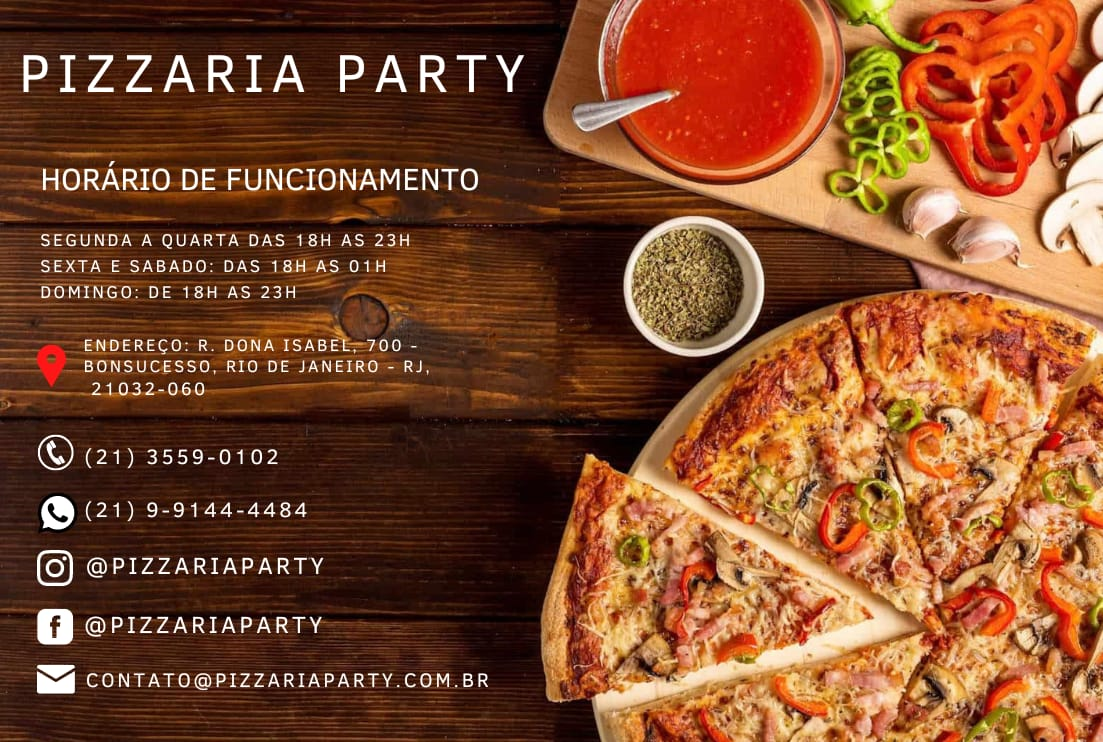 PIZZARIA PARTY
HORÁRIO DE FUNCIONAMENTO
SEGUNDA A QUARTA DAS 18H AS 23H
SEXTA E SABADO: DAS 18H AS 01H
DOMINGO: DE 18H AS 23H
ENDEREÇO: R. DONA ISABEL, 700 -
BONSUCESSO, RIO DE JANEIRO - RJ,
21032-060
(21) 3559-0102
(21) 9-9144-4484
@PIZZARIAPARTY
@PIZZARIAPARTY
CONTATO@PIZZARIAPARTY.COM.BR